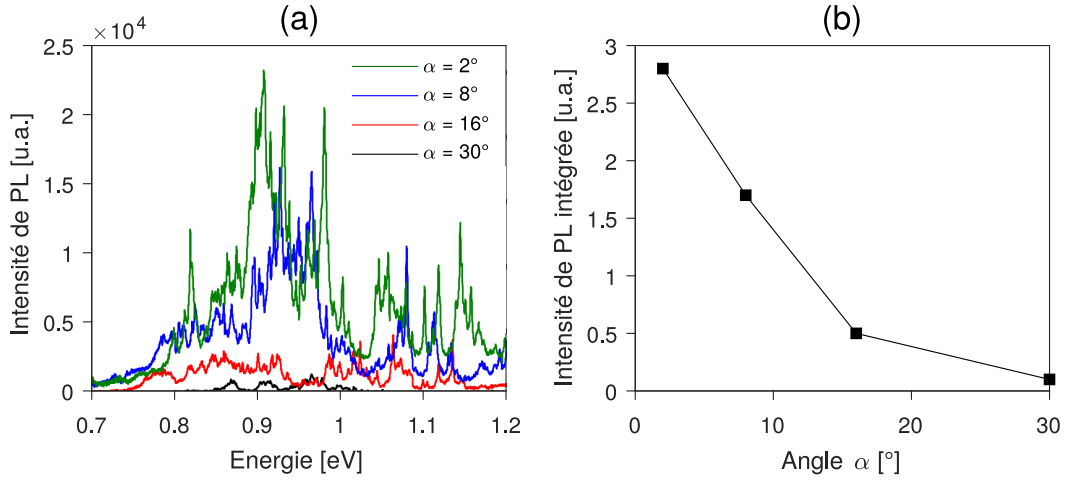 (a)
×10⁴
Intensité de PL [u.a.]
2.5
2
1.5
1
0.5
0
0.7
0.8
0.9
1
1.1
1.2
Energie [eV]
α = 2°
α = 8°
α = 16°
α = 30°
(b)
Intensité de PL intégrée [u.a.]
3
2.5
2
1.5
1
0.5
0
0
10
20
30
Angle α [°]